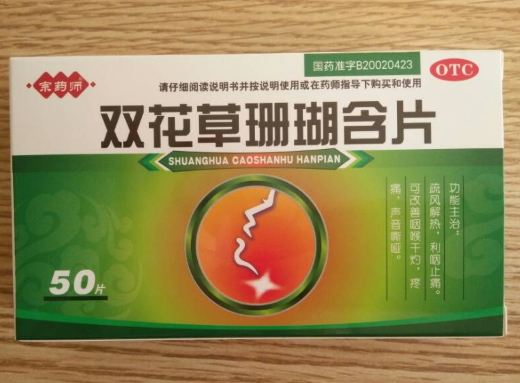 国药准字B20020423
宗药师
OTC
请仔细阅读说明书并按说明使用或在药师指导下购买和使用
双花草珊瑚含片
SHUANGHUA CAOSHANHU HANPIAN
功能主治：
疏风解热，利咽止痛。
可改善咽喉干灼，疼
痛，声音嘶哑。
50片